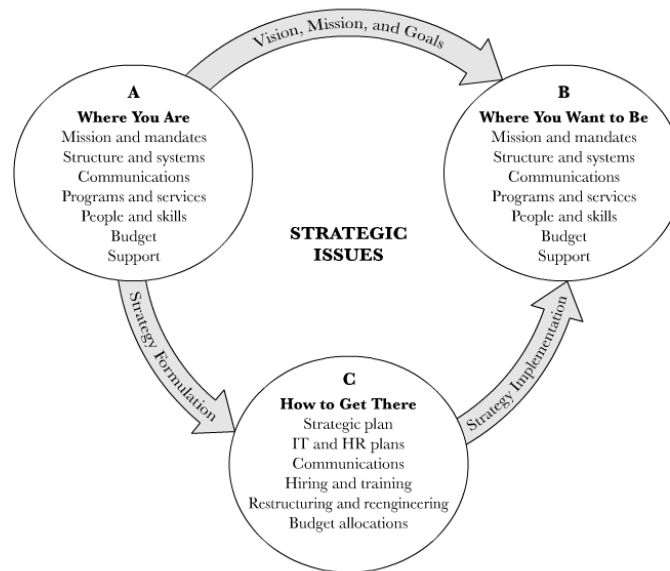 Vision, Mission, and Goals
A
Where You Are
Mission and mandates
Structure and systems
Communications
Programs and services
People and skills
Budget
Support
B
Where You Want to Be
Mission and mandates
Structure and systems
Communications
Programs and services
People and skills
Budget
Support
STRATEGIC
ISSUES
Strategy Formulation
Strategy Implementation
C
How to Get There
Strategic plan
IT and HR plans
Communications
Hiring and training
Restructuring and reengineering
Budget allocations